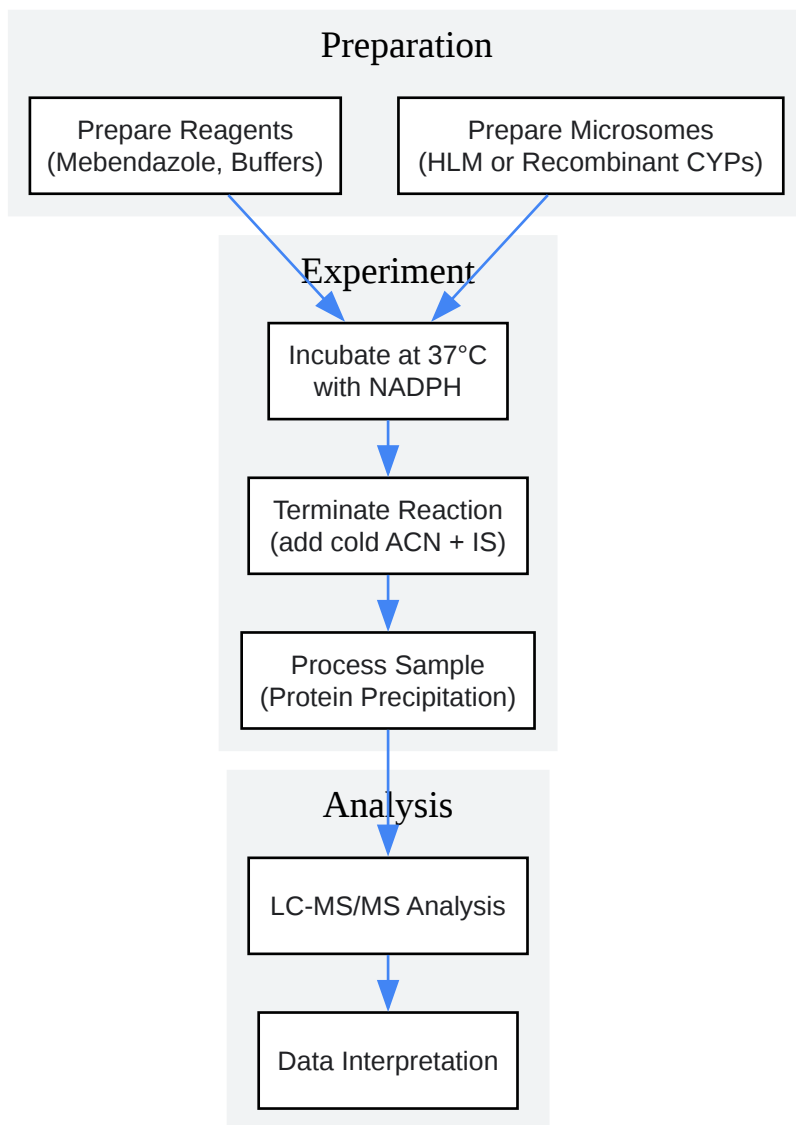 Preparation
Prepare Reagents
(Mebendazole, Buffers)
Prepare Microsomes
(HLM or Recombinant CYPs)
Experiment
Incubate at 37°C
with NADPH
Terminate Reaction
(add cold ACN + IS)
Process Sample
(Protein Precipitation)
Analysis
LC-MS/MS Analysis
Data Interpretation